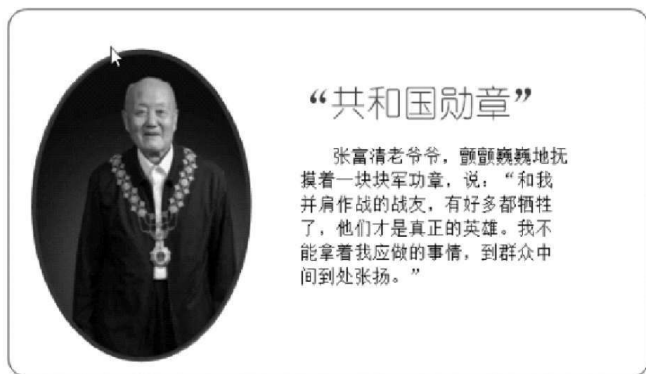 “共和国勋章”
张富清老爷爷，颤颤巍巍地抚
摸着一块块军功章，说：“和我
并肩作战的战友，有好多都牺牲
了，他们才是真正的英雄。我不
能拿着我应做的事情，到群众中
间到处张扬。”